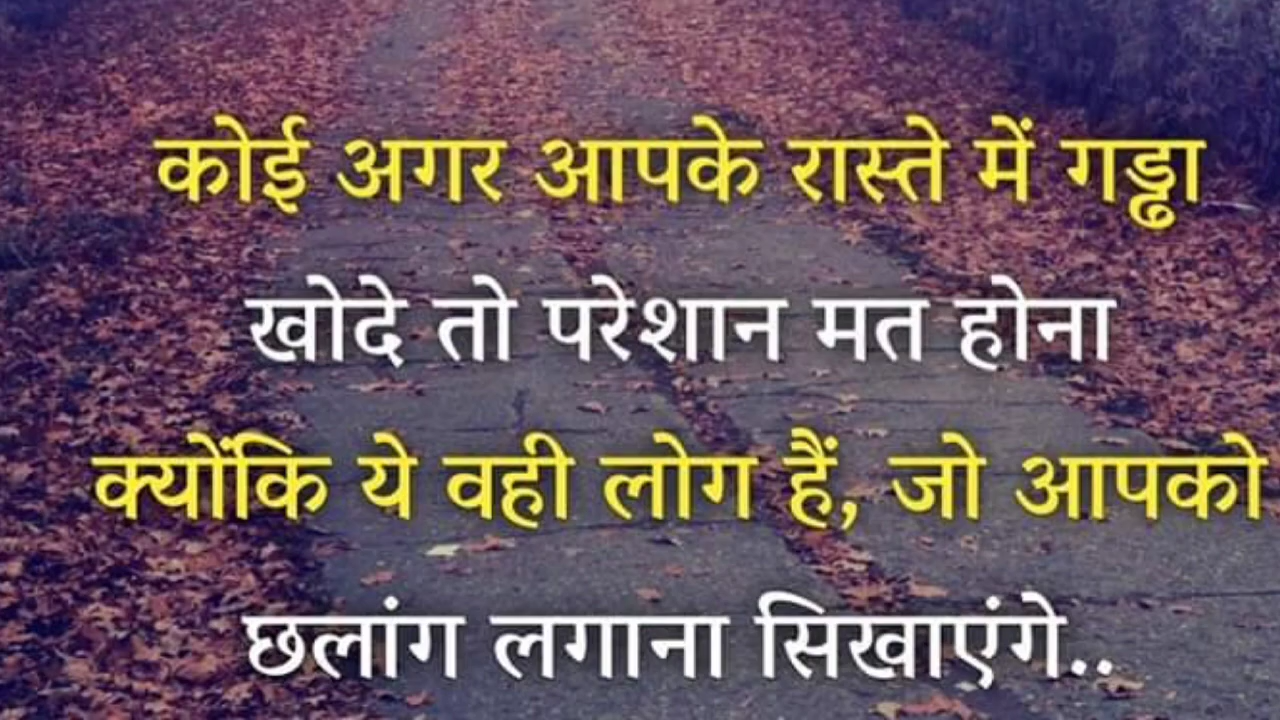 कोई अगर आपके रास्ते में गड्ढा
खोदे तो परेशान मत होना
क्योंकि ये वही लोग हैं, जो आपको
छलांग लगाना सिखाएंगे..